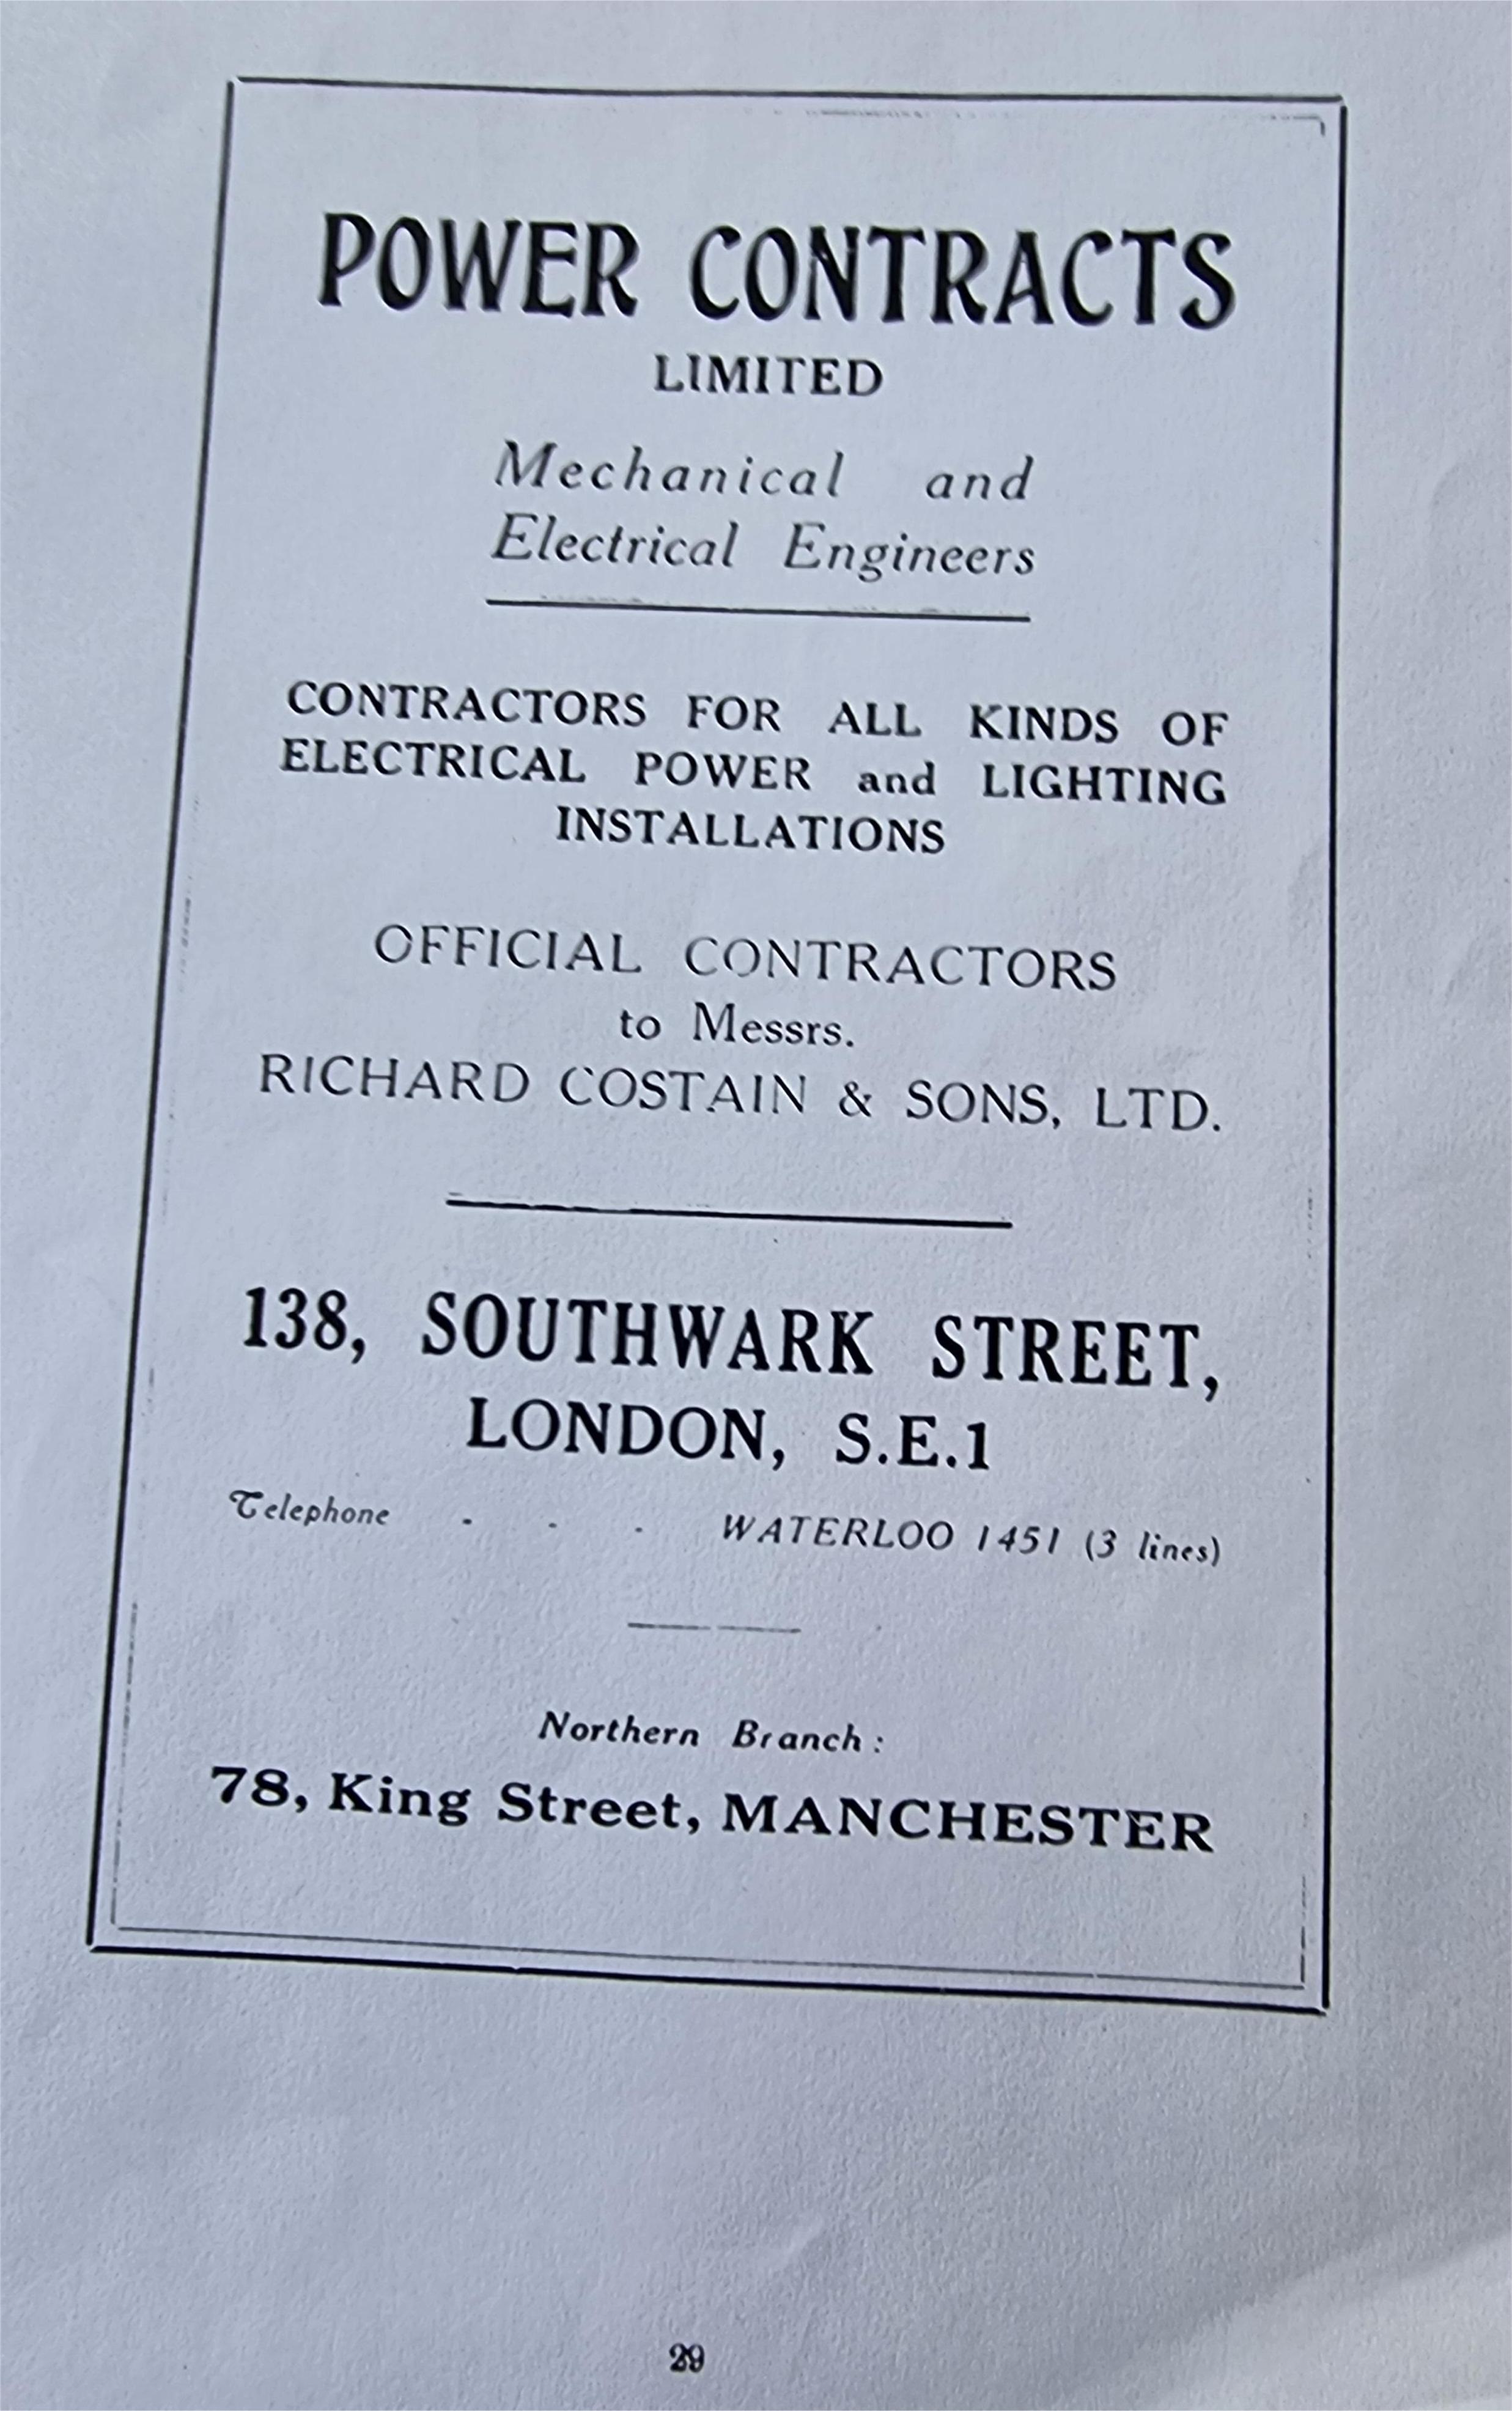 POWER CONTRACTS
LIMITED
Mechanical and
Electrical Engineers
CONTRACTORS FOR ALL KINDS OF
ELECTRICAL POWER and LIGHTING
INSTALLATIONS
OFFICIAL CONTRACTORS
to Messrs.
RICHARD COSTAIN & SONS, LTD.
138, SOUTHWARK STREET,
LONDON, S.E.1
Telephone - - - WATERLOO 1451 (3 lines)
Northern Branch:
78, King Street, MANCHESTER
29